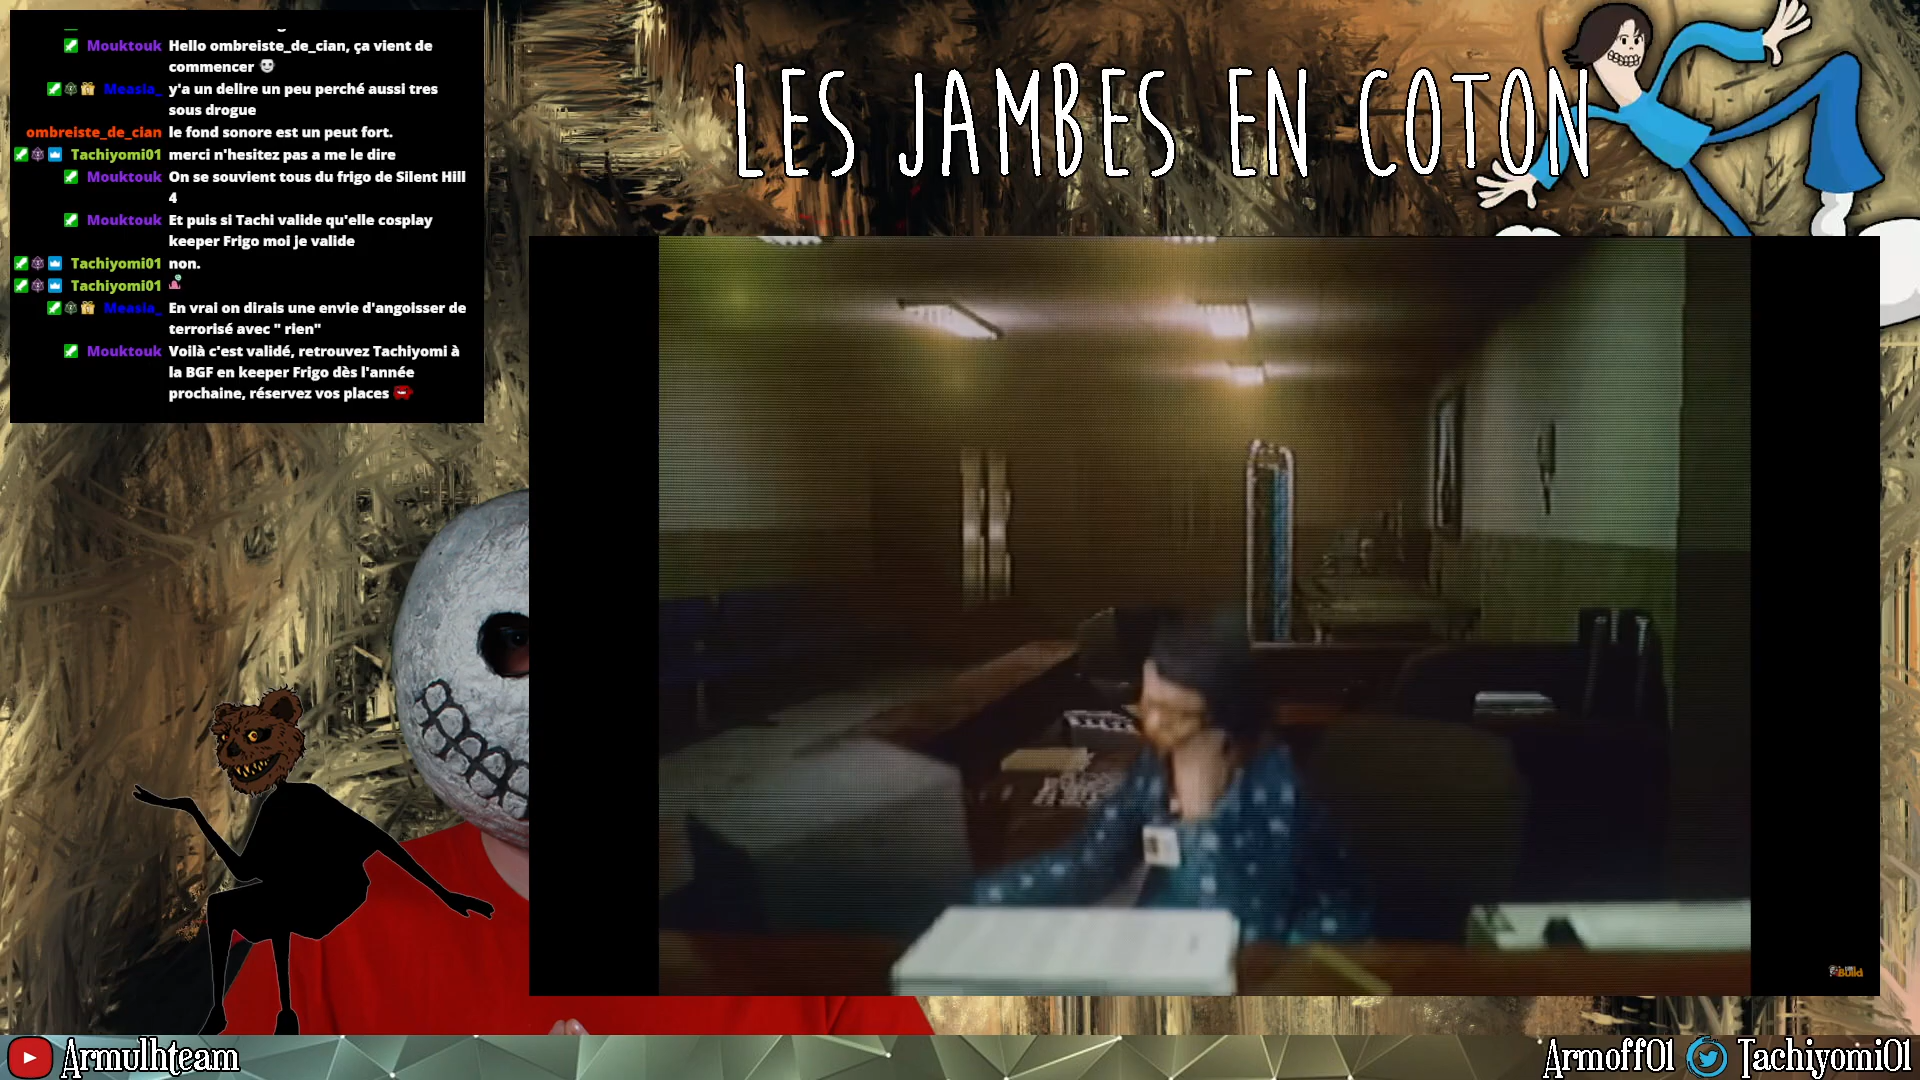 Mouktouk Hello ombreiste_de_cian, ça vient de
commencer
Measia_ y'a un delire un peu perché aussi tres
sous drogue
ombreiste_de_cian le fond sonore est un peut fort.
Tachiyomi01 merci n'hesitez pas a me le dire
Mouktouk On se souvient tous du frigo de Silent Hill
4
Mouktouk Et puis si Tachi valide qu'elle cosplay
keeper Frigo moi je valide
Tachiyomi01 non.
Tachiyomi01
Measia_ En vrai on dirais une envie d'angoisser de
terrorisé avec " rien"
Mouktouk Voilà c'est validé, retrouvez Tachiyomi à
la BGF en keeper Frigo dès l'année
prochaine, réservez vos places
LES JAMBES EN COTON
Build
Armulhteam
Armoff01 Tachiyomi01